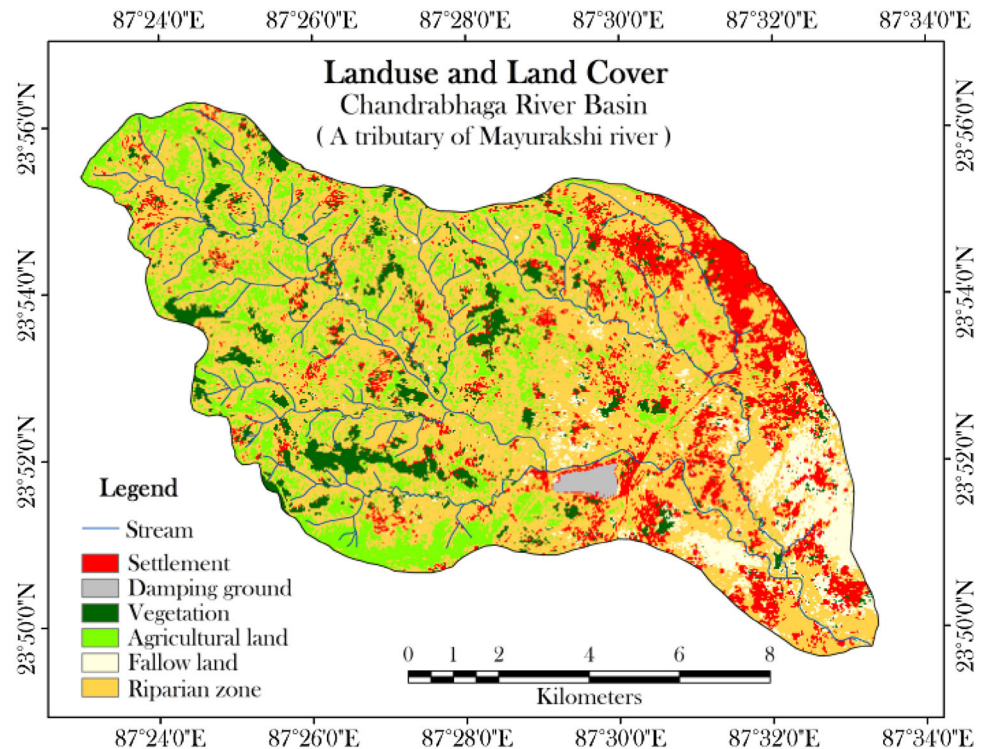 87°24'0"E 87°26'0"E 87°28'0"E 87°30'0"E 87°32'0"E 87°34'0"E
Landuse and Land Cover
Chandrabhaga River Basin
( A tributary of Mayurakshi river )
23°56'0"N 23°56'0"N
23°54'0"N 23°54'0"N
23°52'0"N 23°52'0"N
23°50'0"N 23°50'0"N
Legend
Stream
Settlement
Damping ground
Vegetation
Agricultural land
Fallow land
Riparian zone
0 1 2 4 6 8
Kilometers
87°24'0"E 87°26'0"E 87°28'0"E 87°30'0"E 87°32'0"E 87°34'0"E